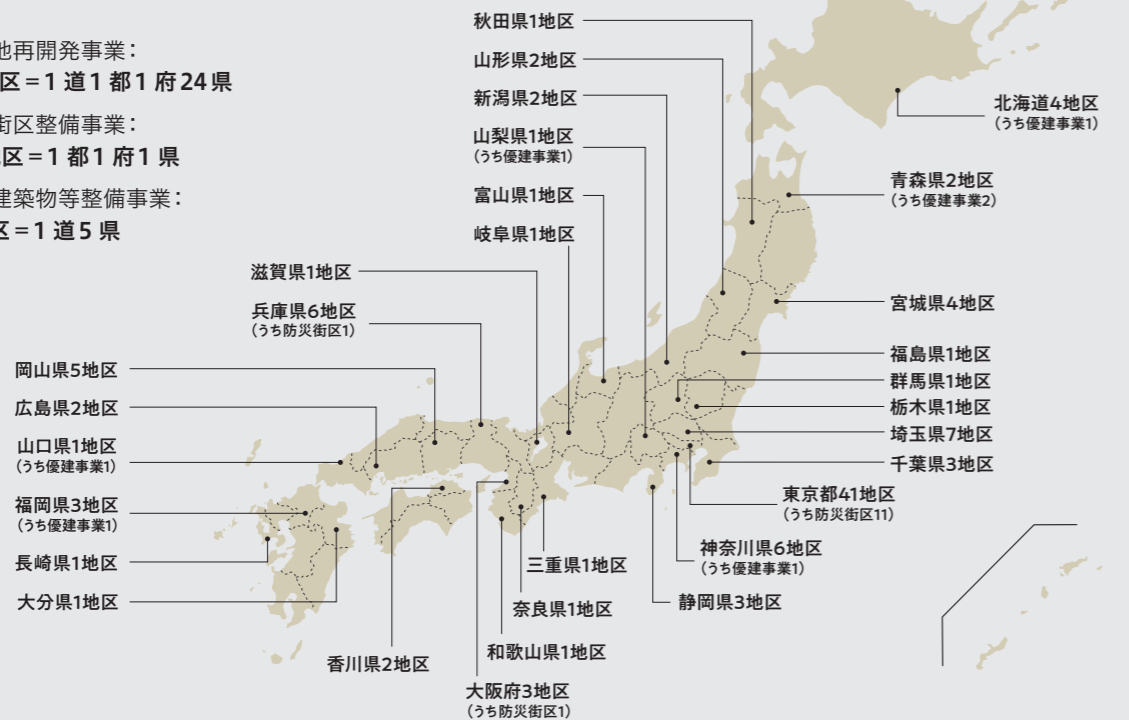 地再開発事業：
区＝1道1都1府24県
街区整備事業：
区＝1都1府1県
建築物等整備事業：
区＝1道5県
秋田県1地区
山形県2地区
新潟県2地区
山梨県1地区
（うち優建事業1）
富山県1地区
岐阜県1地区
滋賀県1地区
兵庫県6地区
（うち防災街区1）
岡山県5地区
広島県2地区
山口県1地区
（うち優建事業1）
福岡県3地区
（うち優建事業1）
長崎県1地区
大分県1地区
香川県2地区
大阪府3地区
（うち防災街区1）
和歌山県1地区
奈良県1地区
三重県1地区
北海道4地区
（うち優建事業1）
青森県2地区
（うち優建事業2）
宮城県4地区
福島県1地区
群馬県1地区
栃木県1地区
埼玉県7地区
千葉県3地区
東京都41地区
（うち防災街区11）
神奈川県6地区
（うち優建事業1）
静岡県3地区